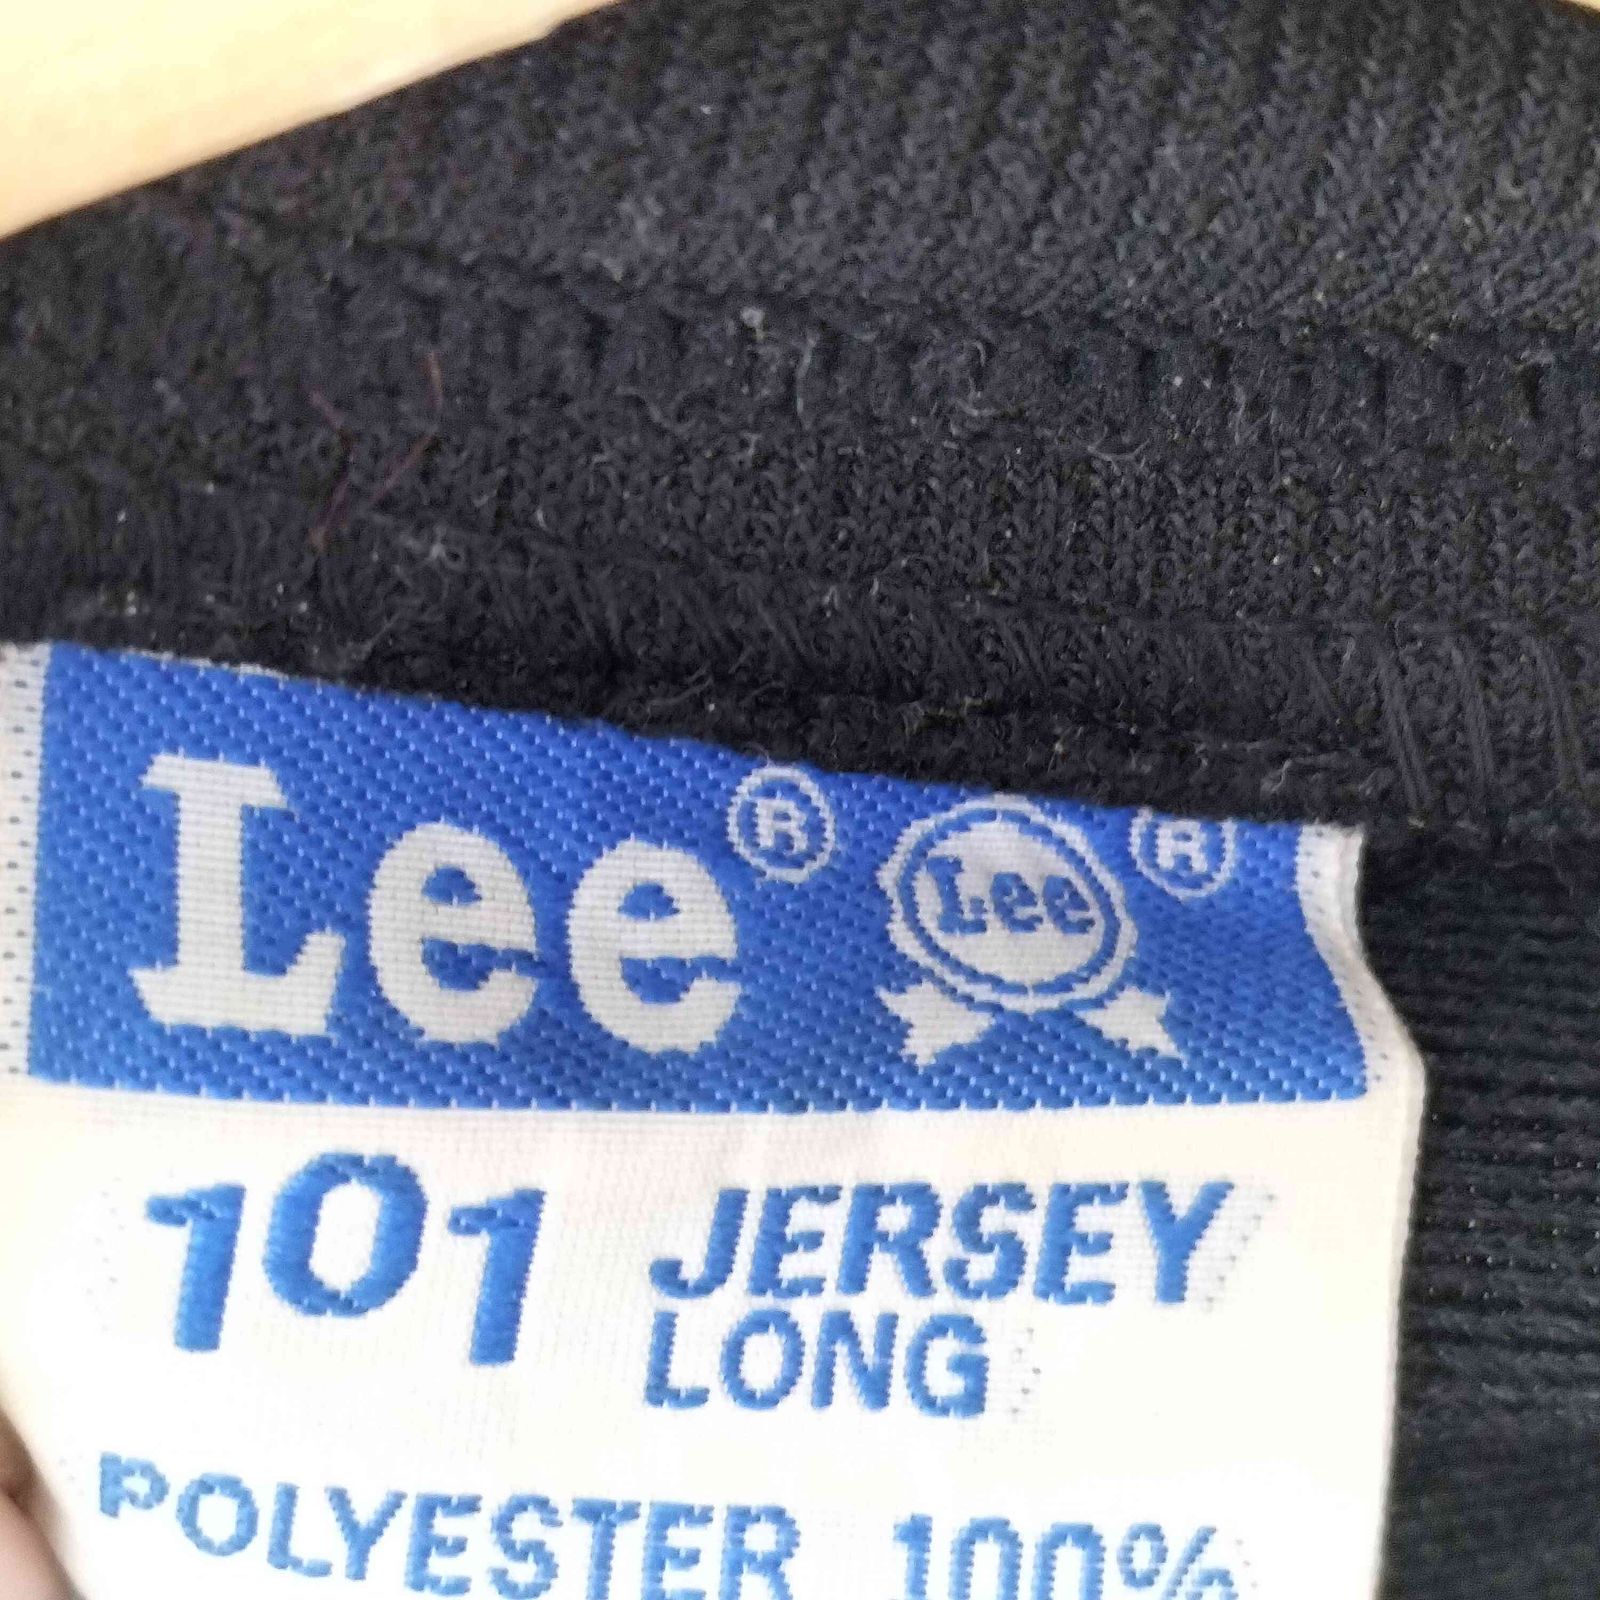 Lee® Lee ®
101 JERSEY
LONG
POLYESTER 100%